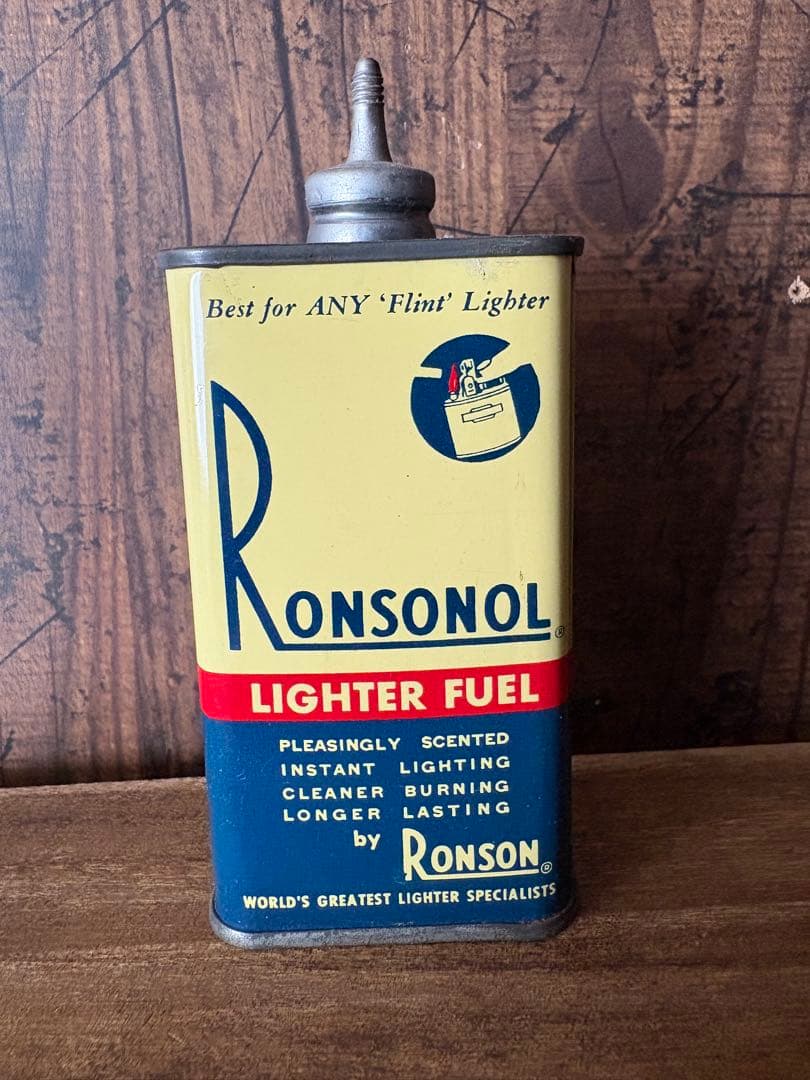 Best for ANY 'Flint' Lighter
RONSONOL®
LIGHTER FUEL
PLEASINGLY SCENTED
INSTANT LIGHTING
CLEANER BURNING
LONGER LASTING
by RONSON®
WORLD'S GREATEST LIGHTER SPECIALISTS